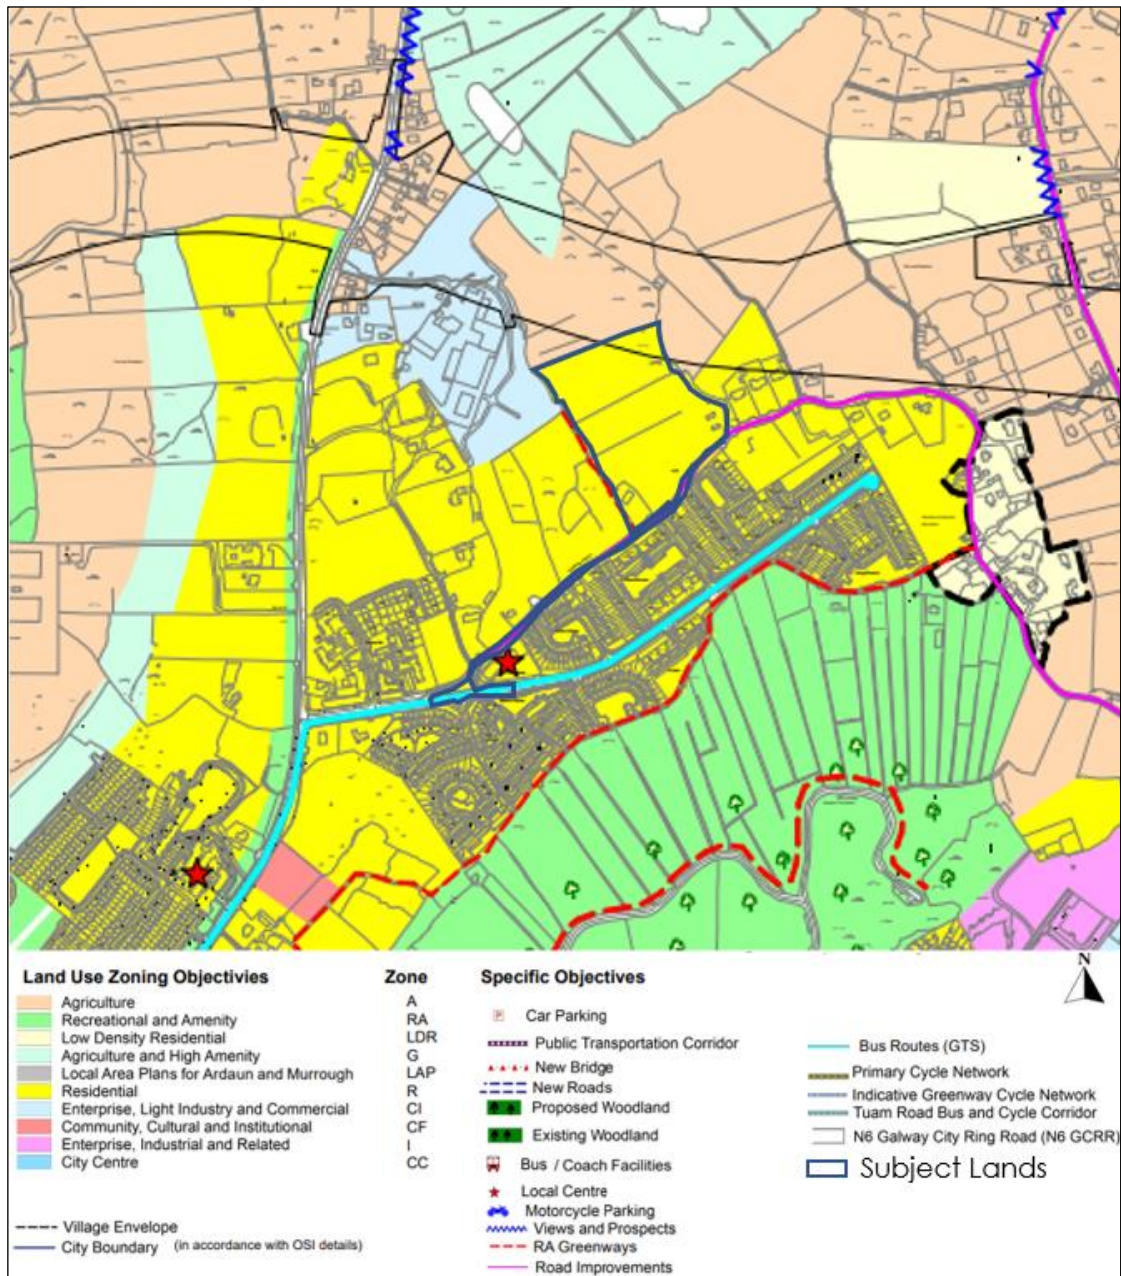 N
Land Use Zoning Objectivies
Zone
Specific Objectives
Agriculture A
Recreational and Amenity RA
Low Density Residential LDR
Agriculture and High Amenity G
Local Area Plans for Ardaun and Murrough LAP
Residential R
Enterprise, Light Industry and Commercial CI
Community, Cultural and Institutional CF
Enterprise, Industrial and Related I
City Centre CC
Village Envelope
City Boundary (in accordance with OSI details)
P Car Parking
Public Transportation Corridor
New Bridge
New Roads
Proposed Woodland
Existing Woodland
Bus / Coach Facilities
Local Centre
Motorcycle Parking
Views and Prospects
RA Greenways
Road Improvements
Bus Routes (GTS)
Primary Cycle Network
Indicative Greenway Cycle Network
Tuam Road Bus and Cycle Corridor
N6 Galway City Ring Road (N6 GCRR)
Subject Lands